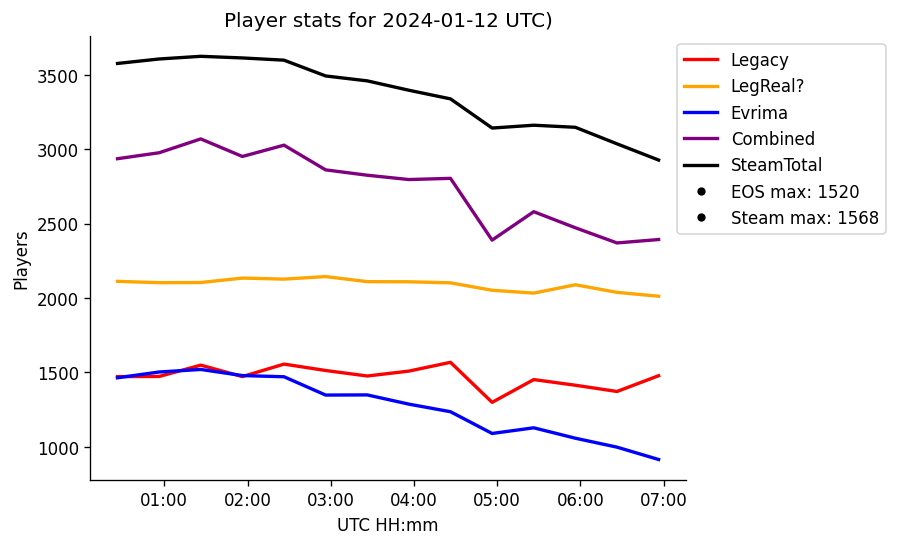 Player stats for 2024-01-12 UTC)
Legacy
LegReal?
Evrima
Combined
SteamTotal
EOS max: 1520
Steam max: 1568
Players
3500
3000
2500
2000
1500
1000
01:00 02:00 03:00 04:00 05:00 06:00 07:00
UTC HH:mm